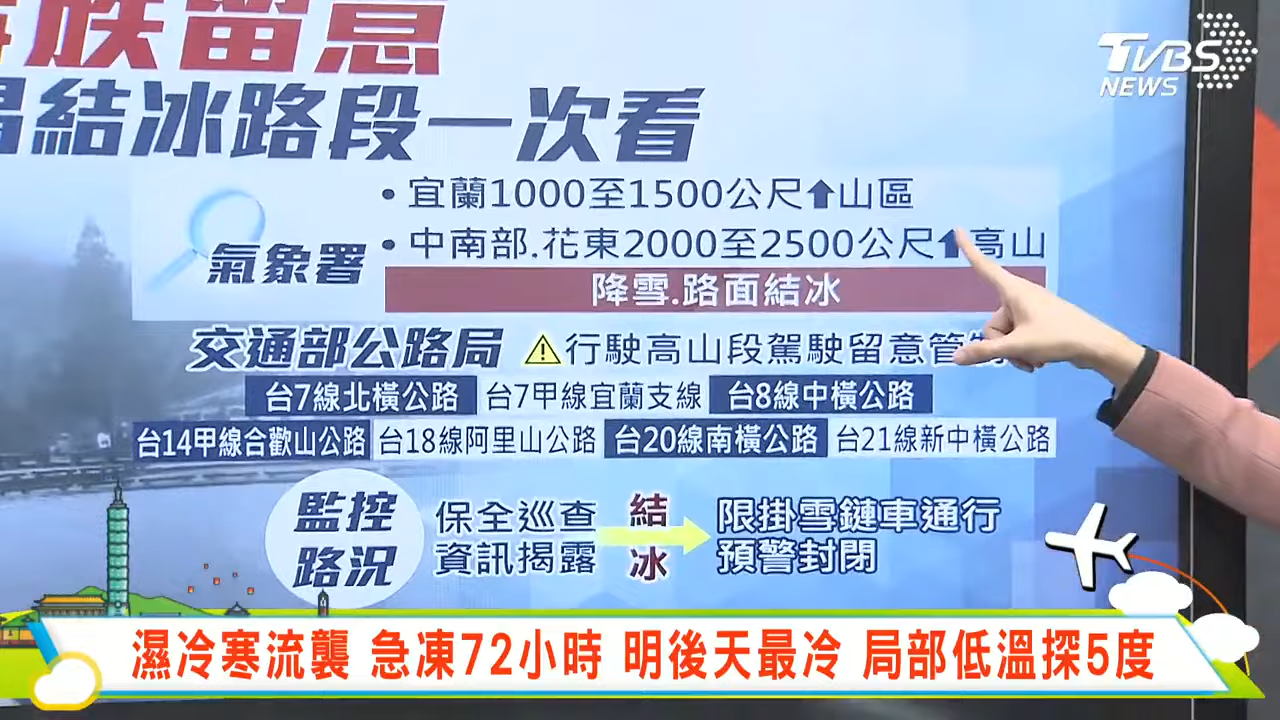 族留意
結冰路段一次看
TVBS
NEWS
•宜蘭1000至1500公尺⬆山區
氣象署
•中南部.花東2000至2500公尺⬆高山
降雪.路面結冰
交通部公路局 ⚠行駛高山段駕駛留意管
台7線北橫公路 台7甲線宜蘭支線 台8線中橫公路
台14甲線合歡山公路 台18線阿里山公路 台20線南橫公路 台21線新中橫公路
監控
路況
保全巡查
資訊揭露
結
冰
限掛雪鏈車通行
預警封閉
濕冷寒流襲 急凍72小時 明後天最冷 局部低溫探5度